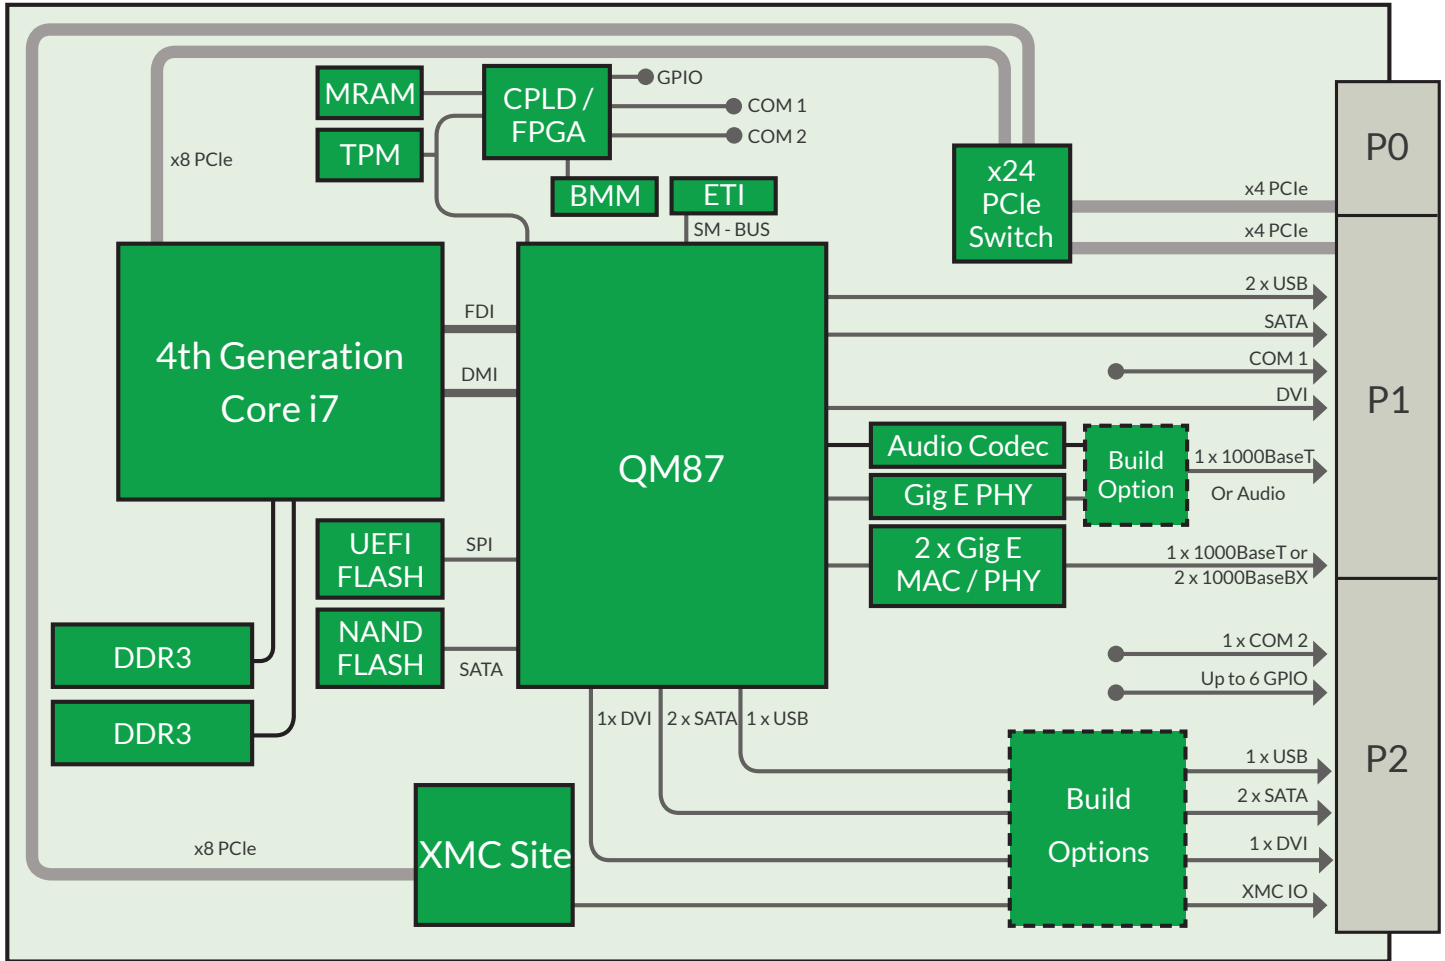 MRAM
TPM
CPLD /
FPGA
GPIO
COM 1
COM 2
BMM
ETI
SM - BUS
x8 PCIe
x24
PCIe
Switch
x4 PCIe
x4 PCIe
P0
4th Generation
Core i7
FDI
DMI
QM87
2 x USB
SATA
COM 1
DVI
P1
Audio Codec
Gig E PHY
Build
Option
1 x 1000BaseT
Or Audio
2 x Gig E
MAC / PHY
1 x 1000BaseT or
2 x 1000BaseBX
UEFI
FLASH
SPI
NAND
FLASH
SATA
DDR3
DDR3
1x DVI
2 x SATA
1 x USB
1 x COM 2
Up to 6 GPIO
P2
Build
Options
1 x USB
2 x SATA
1 x DVI
XMC IO
x8 PCIe
XMC Site